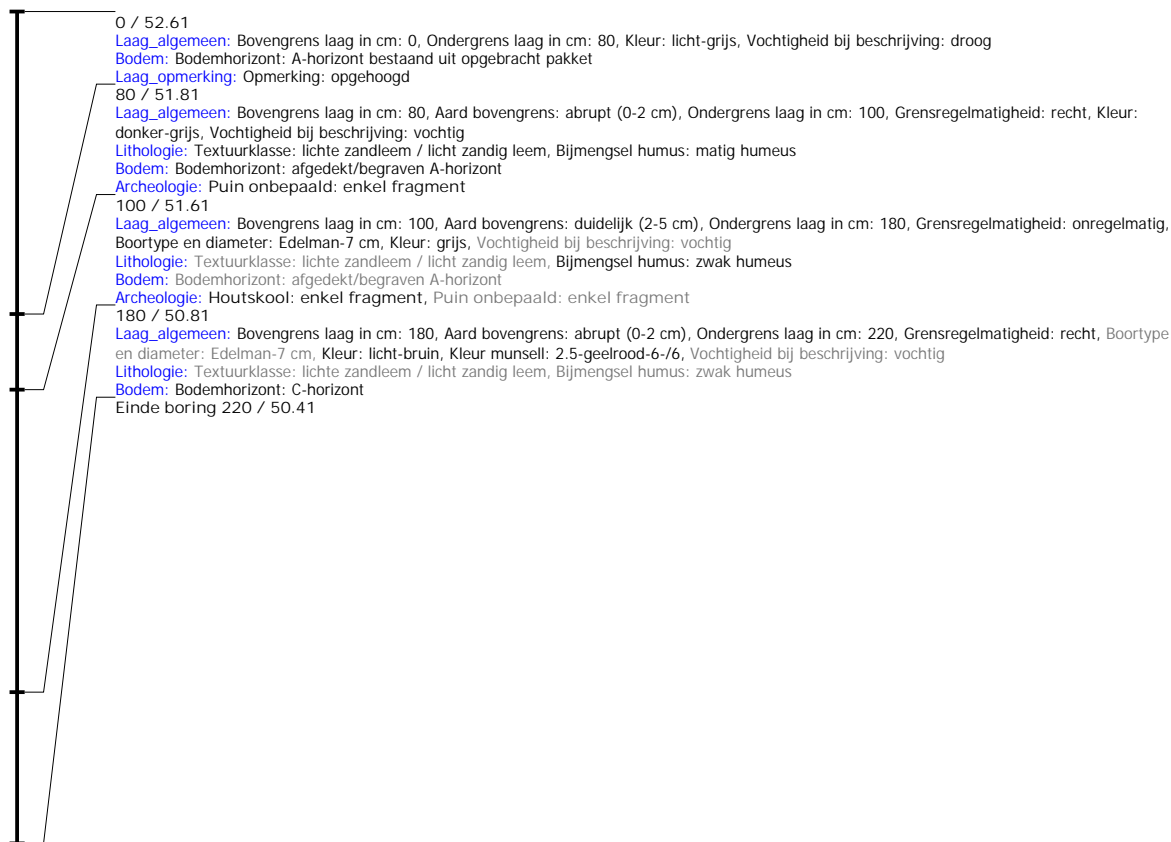 0 / 52.61
Laag_algemeen: Bovengrens laag in cm: 0, Ondergrens laag in cm: 80, Kleur: licht-grijs, Vochtigheid bij beschrijving: droog
Bodem: Bodemhorizont: A-horizont bestaand uit opgebracht pakket
Laag_opmerking: Opmerking: opgehoogd
80 / 51.81
Laag_algemeen: Bovengrens laag in cm: 80, Aard bovengrens: abrupt (0-2 cm), Ondergrens laag in cm: 100, Grensregelmatigheid: recht, Kleur:
donker-grijs, Vochtigheid bij beschrijving: vochtig
Lithologie: Textuurklasse: lichte zandleem / licht zandig leem, Bijmengsel humus: matig humeus
Bodem: Bodemhorizont: afgedekt/begraven A-horizont
Archeologie: Puin onbepaald: enkel fragment
100 / 51.61
Laag_algemeen: Bovengrens laag in cm: 100, Aard bovengrens: duidelijk (2-5 cm), Ondergrens laag in cm: 180, Grensregelmatigheid: onregelmatig,
Boortype en diameter: Edelman-7 cm, Kleur: grijs, Vochtigheid bij beschrijving: vochtig
Lithologie: Textuurklasse: lichte zandleem / licht zandig leem, Bijmengsel humus: zwak humeus
Bodem: Bodemhorizont: afgedekt/begraven A-horizont
Archeologie: Houtskool: enkel fragment, Puin onbepaald: enkel fragment
180 / 50.81
Laag_algemeen: Bovengrens laag in cm: 180, Aard bovengrens: abrupt (0-2 cm), Ondergrens laag in cm: 220, Grensregelmatigheid: recht, Boortype
en diameter: Edelman-7 cm, Kleur: licht-bruin, Kleur munsell: 2.5-geelrood-6-/6, Vochtigheid bij beschrijving: vochtig
Lithologie: Textuurklasse: lichte zandleem / licht zandig leem, Bijmengsel humus: zwak humeus
Bodem: Bodemhorizont: C-horizont
Einde boring 220 / 50.41